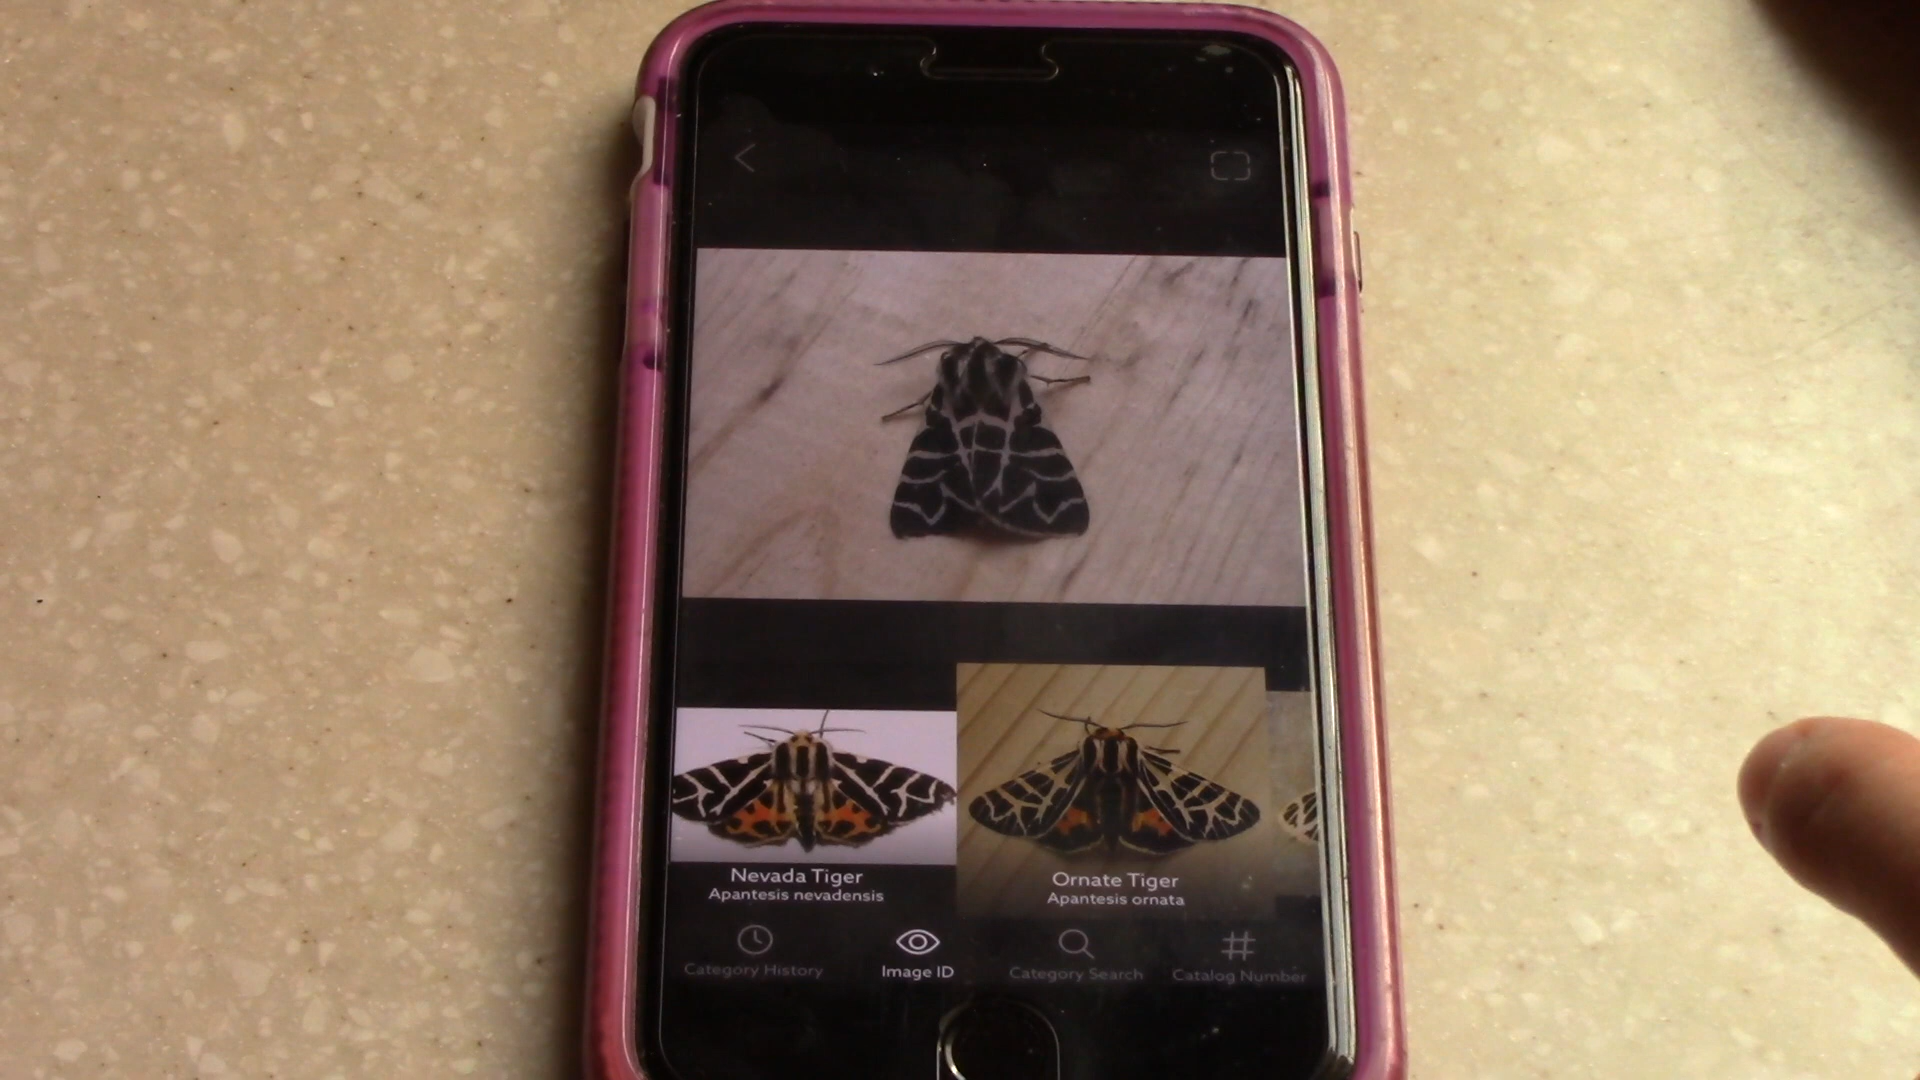 Nevada Tiger
Apantesis nevadensis
Ornate Tiger
Apantesis ornata
Category History
Image ID
Category Search
Catalog Number